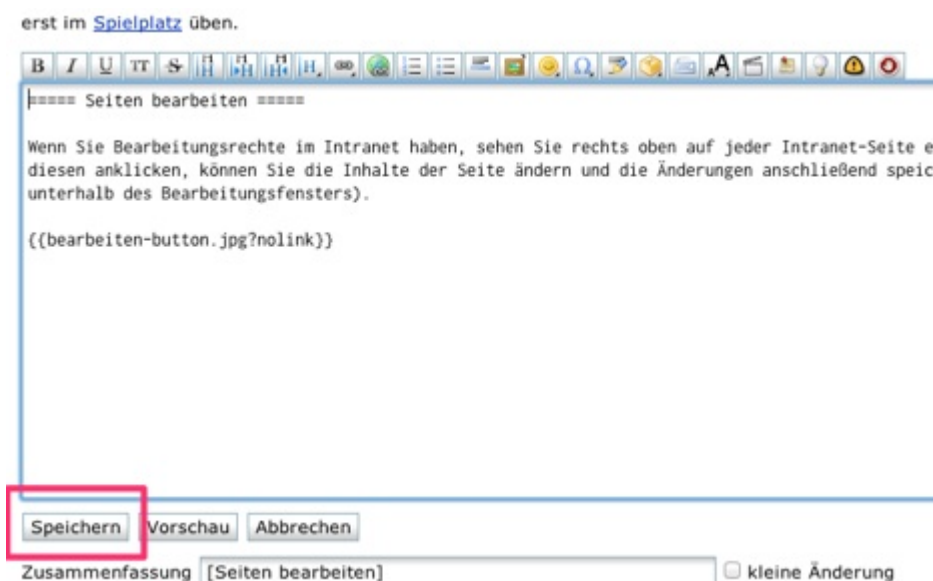 erst im Spielplatz üben.
B I U TT S H H H H, Ω AA
===== Seiten bearbeiten =====
Wenn Sie Bearbeitungsrechte im Intranet haben, sehen Sie rechts oben auf jeder Intranet-Seite e
diesen anklicken, können Sie die Inhalte der Seite ändern und die Änderungen anschließend speic
unterhalb des Bearbeitungsfensters).
{{bearbeiten-button.jpg?nolink}}
Speichern Vorschau Abbrechen
Zusammenfassung [Seiten bearbeiten] kleine Änderung